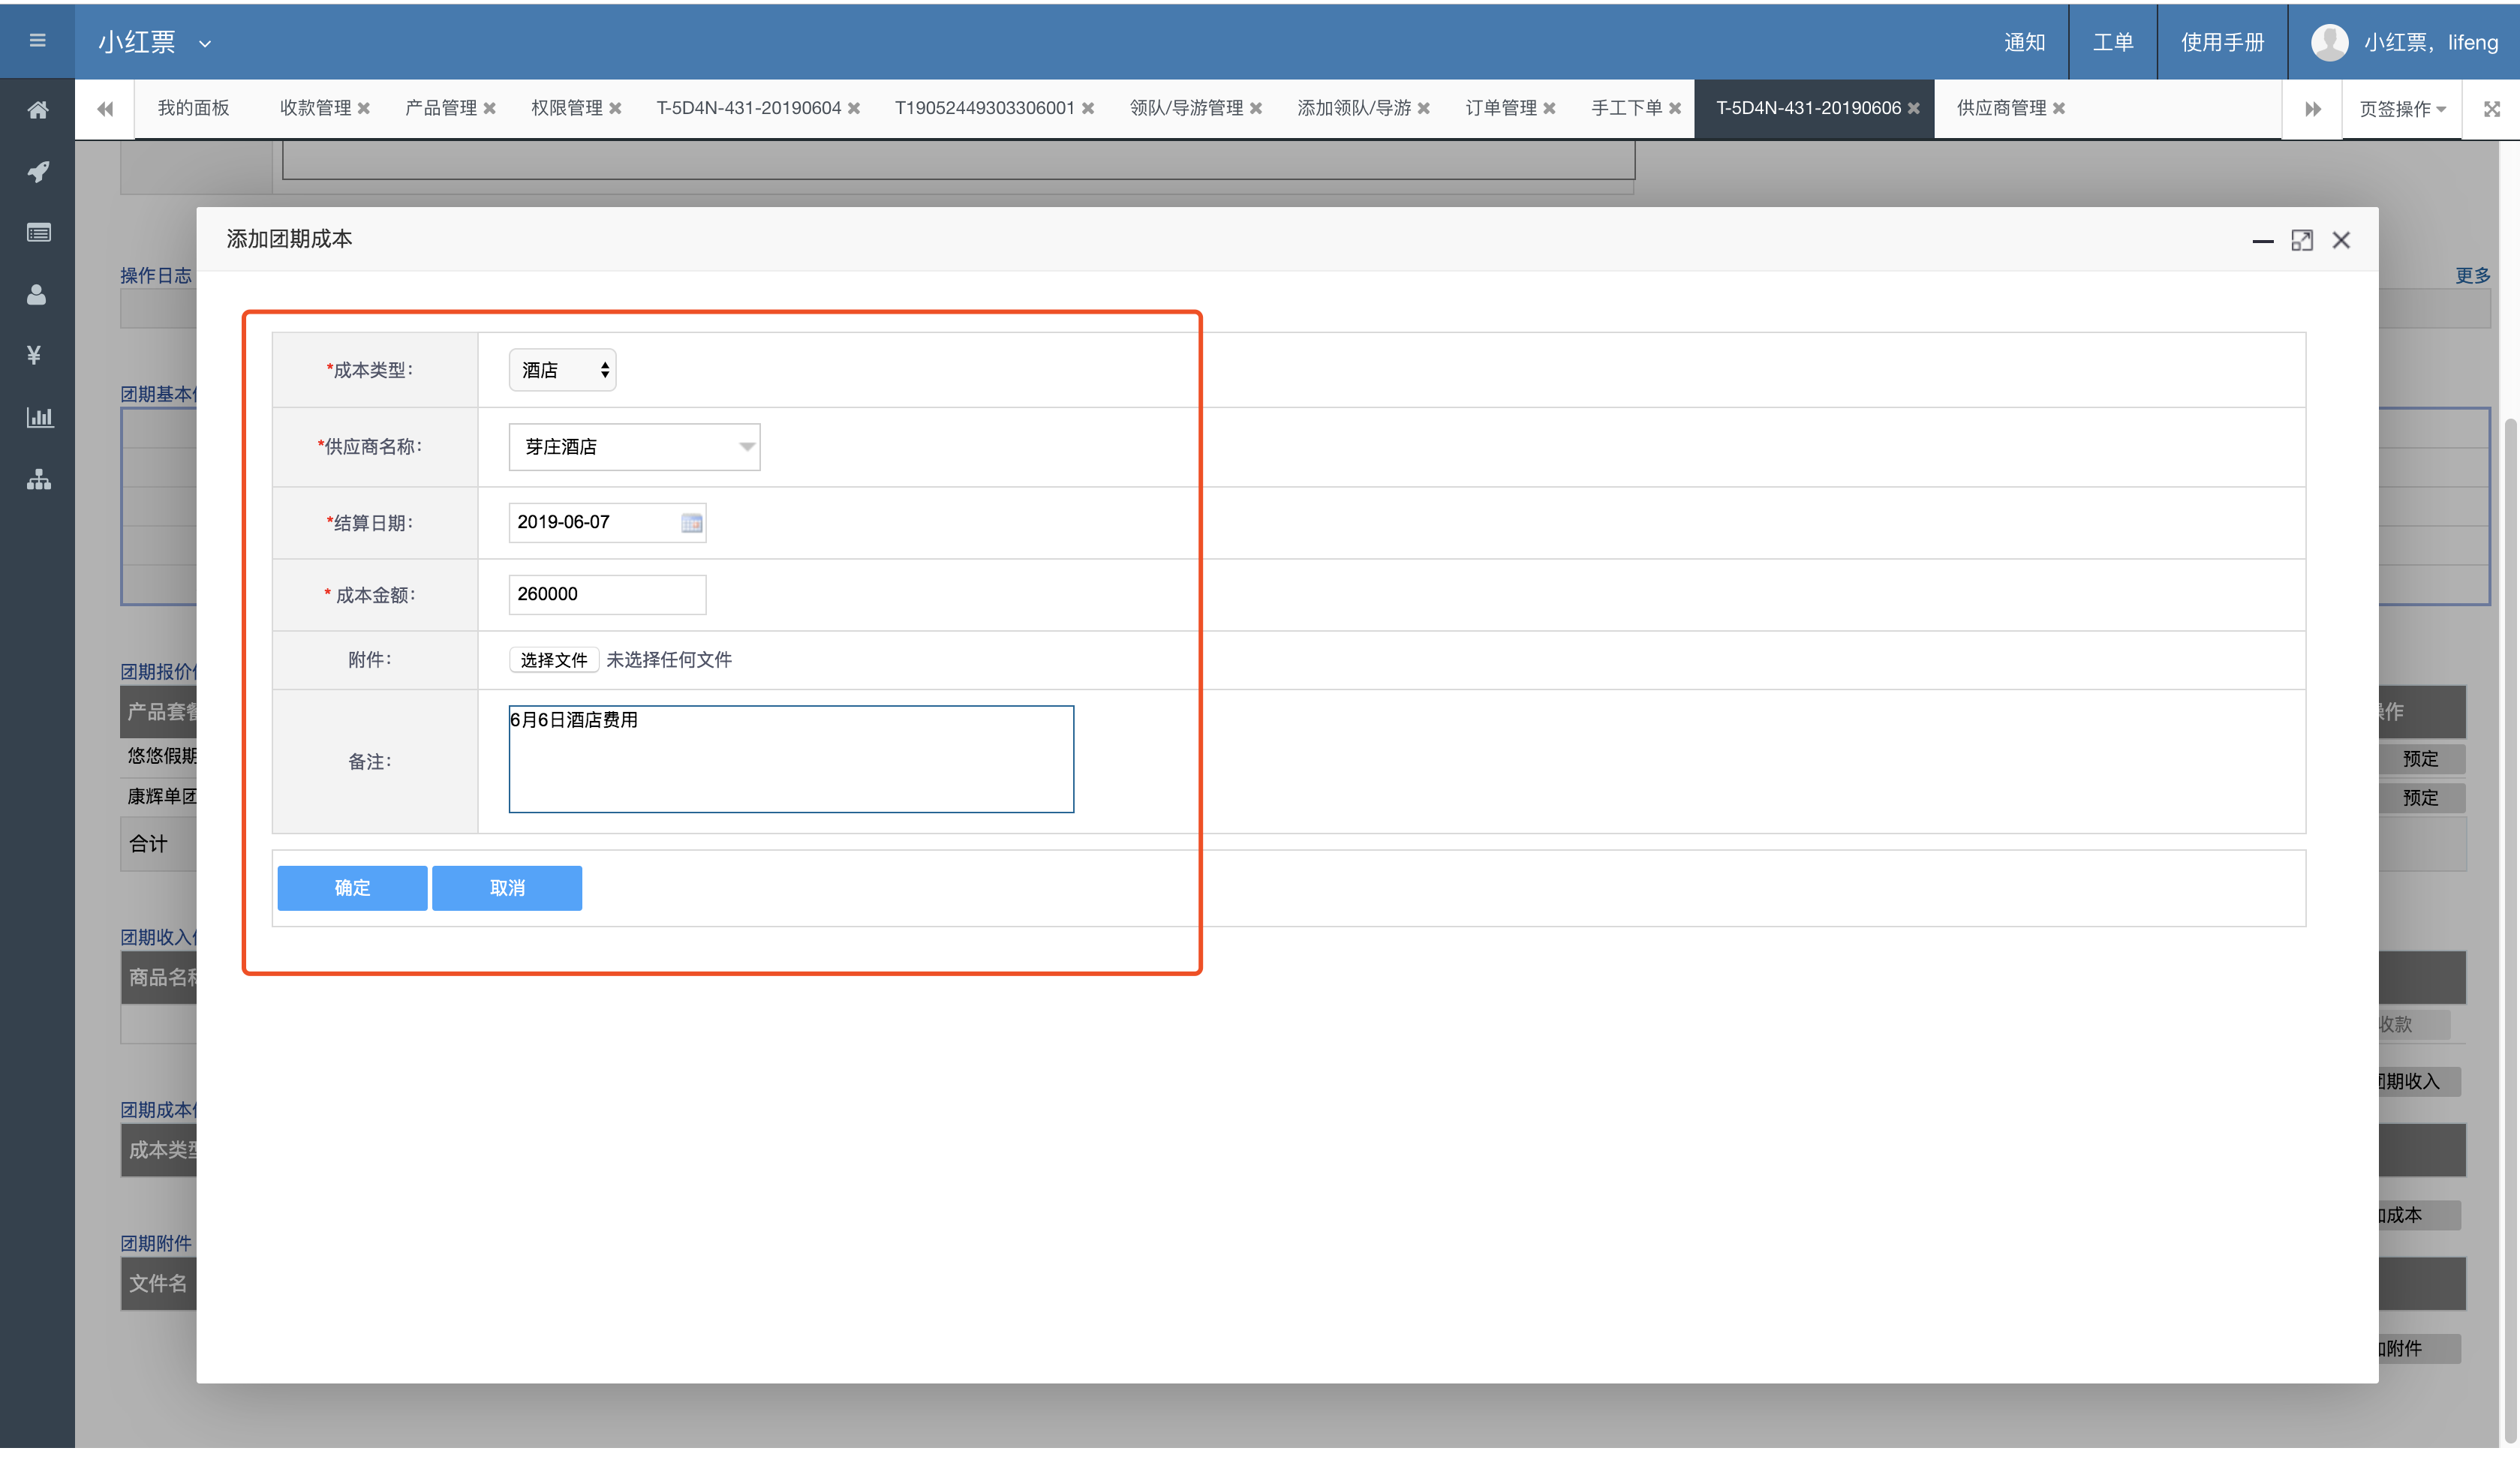 小红票
通知 工单 使用手册 小红票，lifeng
我的面板 收款管理 产品管理 权限管理 T-5D4N-431-20190604 T19052449303306001 领队/导游管理 添加领队/导游 订单管理 手工下单 T-5D4N-431-20190606 供应商管理 页签操作
添加团期成本
操作日志 更多
*成本类型： 酒店
团期基本
*供应商名称： 芽庄酒店
*结算日期： 2019-06-07
* 成本金额： 260000
附件： 选择文件 未选择任何文件
团期报价
产品套餐 操作
6月6日酒店费用
备注：
悠悠假期 预定
康辉单团 预定
合计
确定 取消
团期收入
商品名称
收款
团期收入
团期成本
成本类型
加成本
团期附件
文件名
加附件